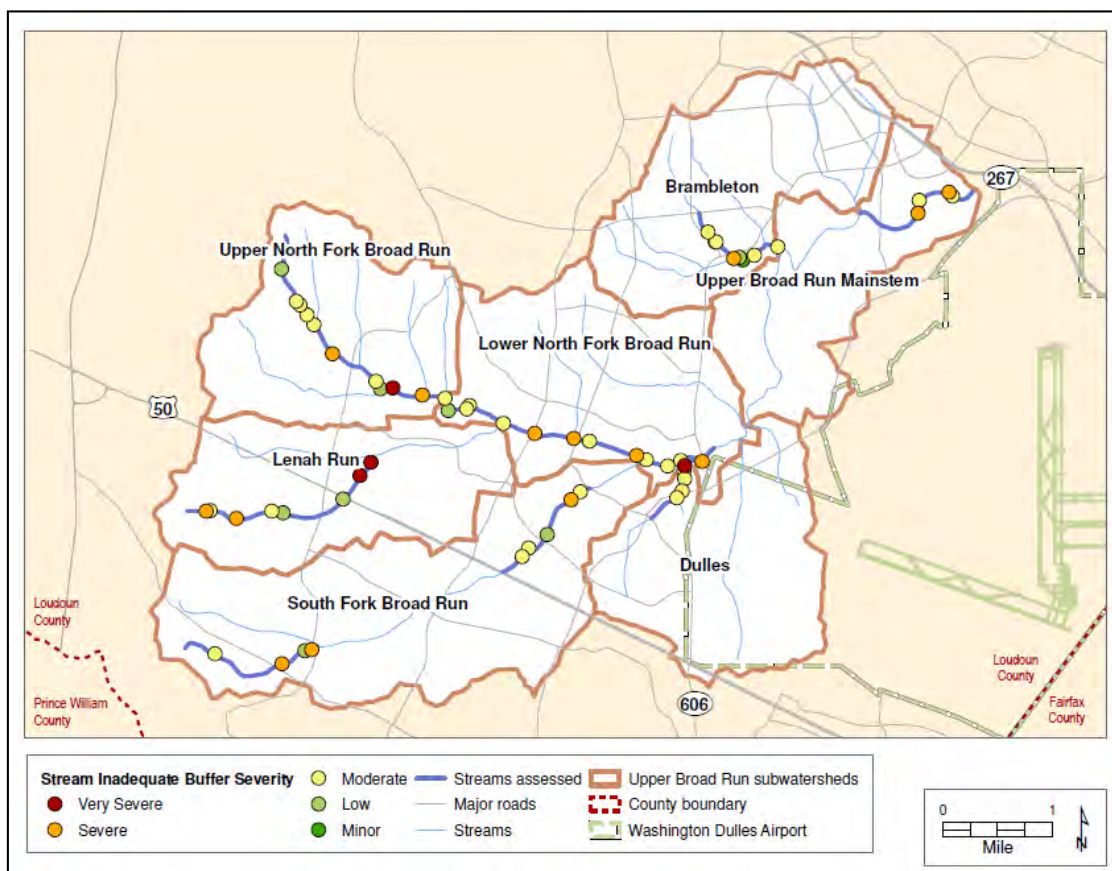 Brambleton
267
Upper North Fork Broad Run
Upper Broad Run Mainstem
Lower North Fork Broad Run
50
Lenah Run
Dulles
South Fork Broad Run
Loudoun
County
Prince William
County
Loudoun
County
Fairfax
County
606
Stream Inadequate Buffer Severity
Very Severe
Severe
Moderate
Low
Minor
Streams assessed
Major roads
Streams
Upper Broad Run subwatersheds
County boundary
Washington Dulles Airport
0 1
Mile
N